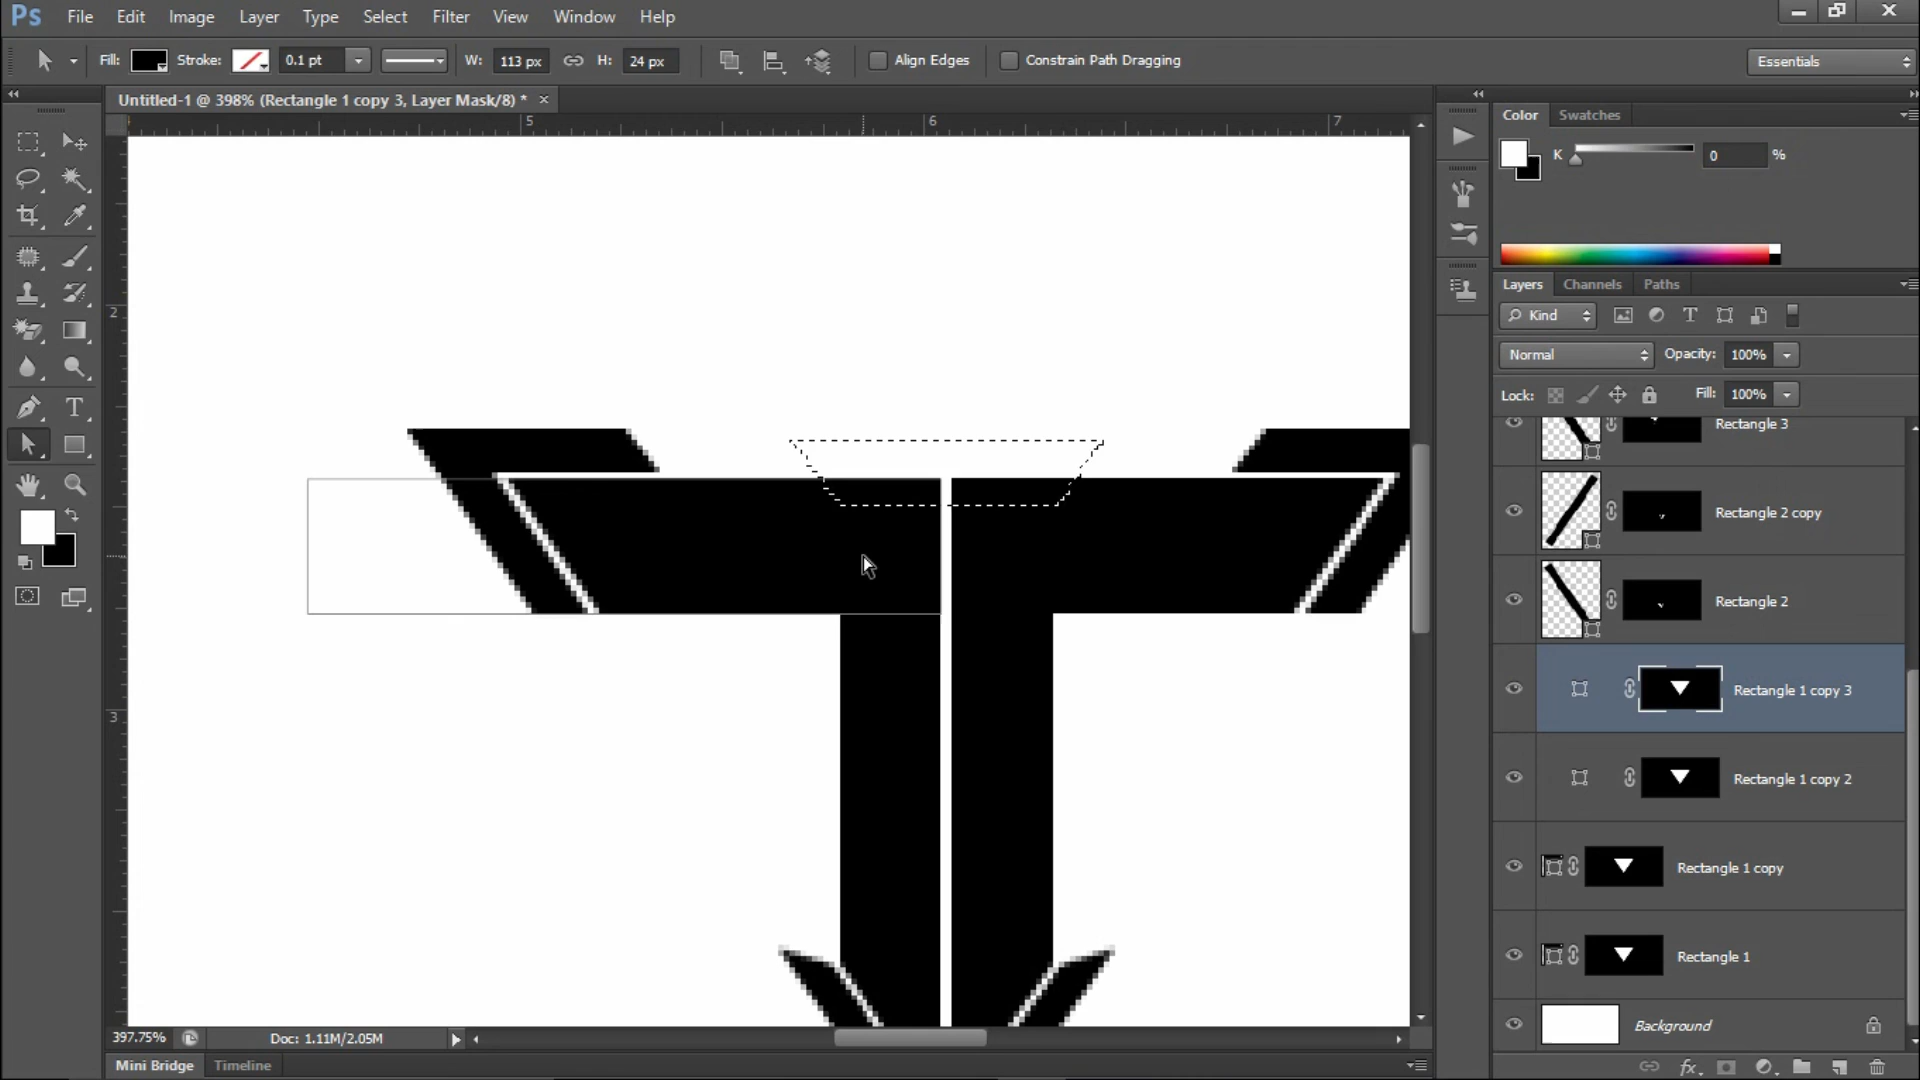 Ps File Edit Image Layer Type Select Filter View Window Help
Fill: Stroke: 0.1 pt W: 113 px H: 24 px Align Edges Constrain Path Dragging Essentials
Untitled-1 @ 398% (Rectangle 1 copy 3, Layer Mask/8) * ×
5 6 7
2
3
Color Swatches
K 0 %
Layers Channels Paths
Kind
Normal Opacity: 100%
Lock: Fill: 100%
Rectangle 3
Rectangle 2 copy
Rectangle 2
Rectangle 1 copy 3
Rectangle 1 copy 2
Rectangle 1 copy
Rectangle 1
Background
397.75% Doc: 1.11M/2.05M
Mini Bridge Timeline
fx